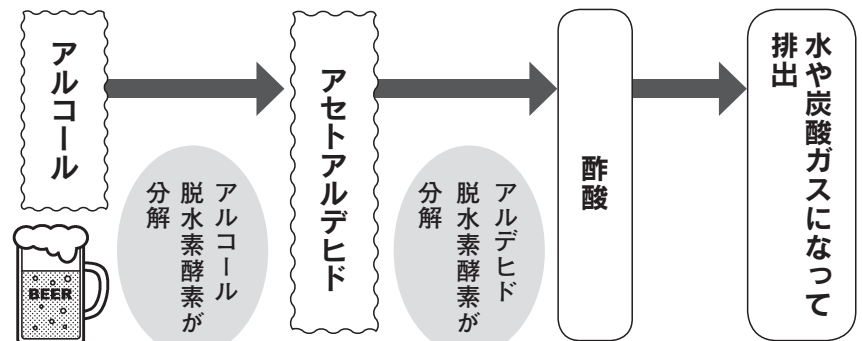 アルコール
BEER
アルコール
脱水素酵素が
分解
アセトアルデヒド
アルデヒド
脱水素酵素が
分解
酢酸
水や炭酸ガスになって
排出